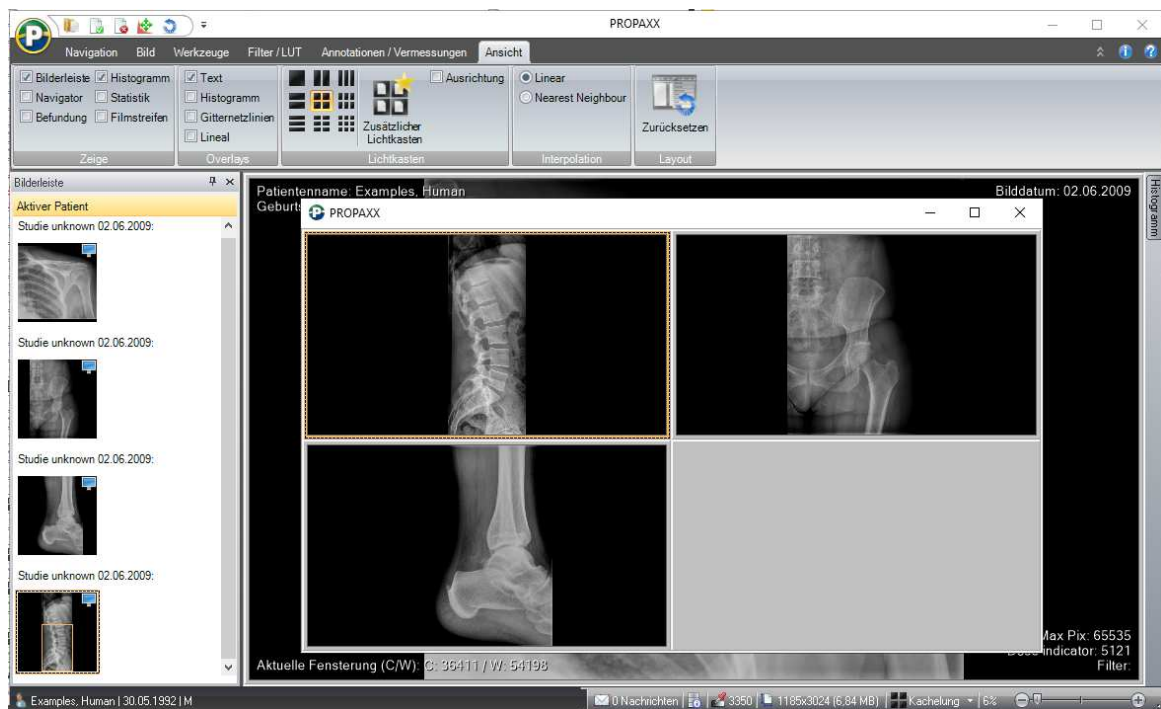 PROPAXX
Navigation Bild Werkzeuge Filter / LUT Annotationen / Vermessungen Ansicht
Bilderleiste Histogramm
Navigator Statistik
Befundung Filmstreifen
Zeige
Text
Histogramm
Gitternetzlinien
Lineal
Overlays
Zusätzlicher
Lichtkasten
Ausrichtung
Lichtkasten
Linear
Nearest Neighbour
Interpolation
Zurücksetzen
Layout
Bilderleiste
Aktiver Patient
Studie unknown 02.06.2009:
Studie unknown 02.06.2009:
Studie unknown 02.06.2009:
Studie unknown 02.06.2009:
Patientenname: Examples, Human
Bilddatum: 02.06.2009
Histogramm
PROPAXX
Max Pix: 65535
indicator: 5121
Filter:
Aktuelle Fensterung (C/W): C: 36411 / W: 54198
Examples, Human | 30.05.1992 | M
0 Nachrichten
3350
1185x3024 (6,84 MB)
Kachelung
6%